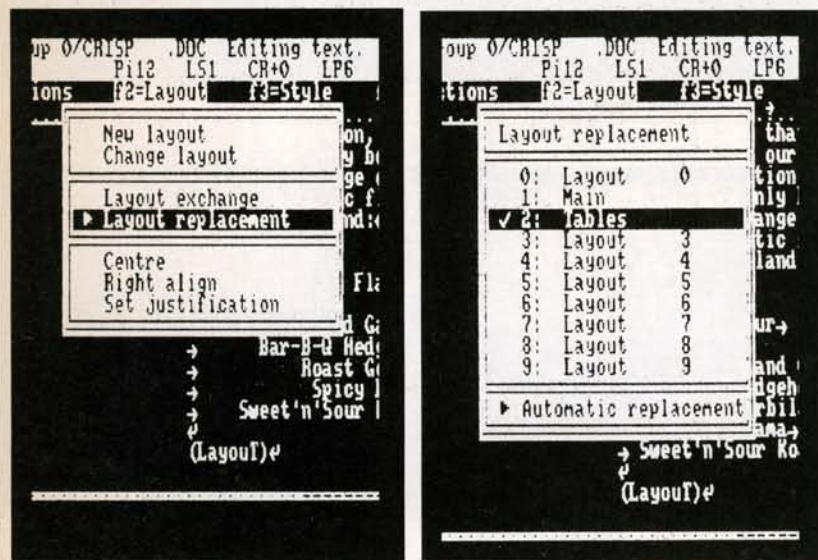 up 0/CRISP .DOC Editing text.
Pi12 LS1 CR+0 LP6
ions f2=Layout f3=Style
New layout
Change layout
Layout exchange
Layout replacement
Centre
Right align
Set justification
Bar-B-Q Hed
Roast G
Spicy
Sweet'n'Sour
(LayouT)
oup 0/CRISP .DOC Editing text.
Pi12 LS1 CR+0 LP6
tions f2=Layout f3=Style
Layout replacement
0: Layout 0
1: Main
✓ 2: Tables
3: Layout 3
4: Layout 4
5: Layout 5
6: Layout 6
7: Layout 7
8: Layout 8
9: Layout 9
Automatic replacement
Sweet'n'Sour Ko
(LayouT)